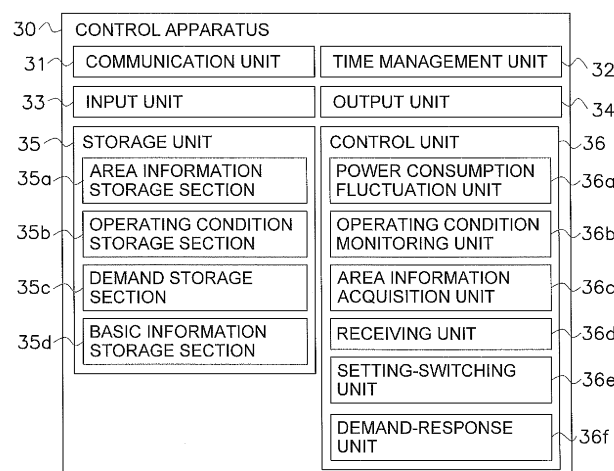 30 CONTROL APPARATUS
31 COMMUNICATION UNIT
TIME MANAGEMENT UNIT 32
33 INPUT UNIT
OUTPUT UNIT 34
35 STORAGE UNIT
35a AREA INFORMATION
STORAGE SECTION
35b OPERATING CONDITION
STORAGE SECTION
35c DEMAND STORAGE
SECTION
35d BASIC INFORMATION
STORAGE SECTION
CONTROL UNIT 36
POWER CONSUMPTION 36a
FLUCTUATION UNIT
OPERATING CONDITION 36b
MONITORING UNIT
AREA INFORMATION 36c
ACQUISITION UNIT
RECEIVING UNIT 36d
SETTING-SWITCHING 36e
UNIT
DEMAND-RESPONSE 36f
UNIT